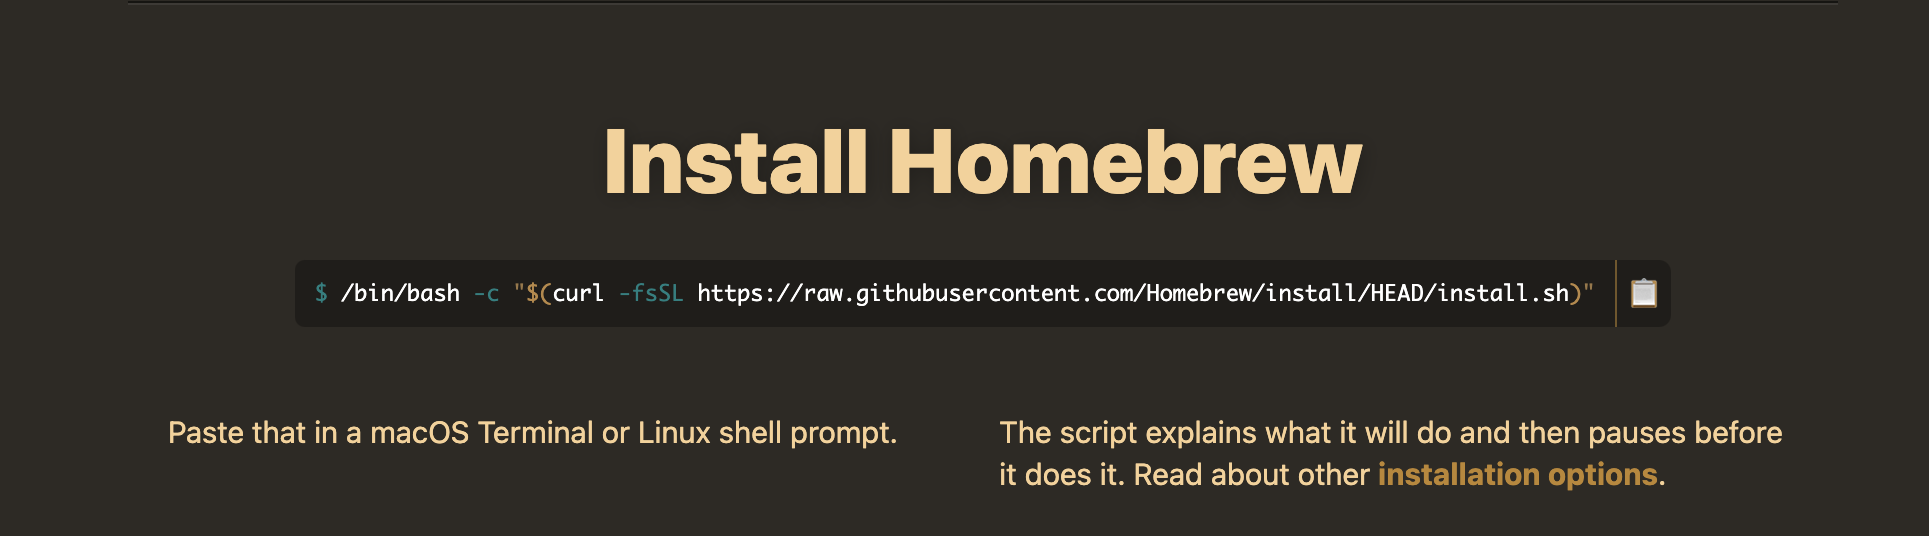 Install Homebrew
$ /bin/bash -c "$(curl -fsSL https://raw.githubusercontent.com/Homebrew/install/HEAD/install.sh)"
Paste that in a macOS Terminal or Linux shell prompt.
The script explains what it will do and then pauses before
it does it. Read about other installation options.